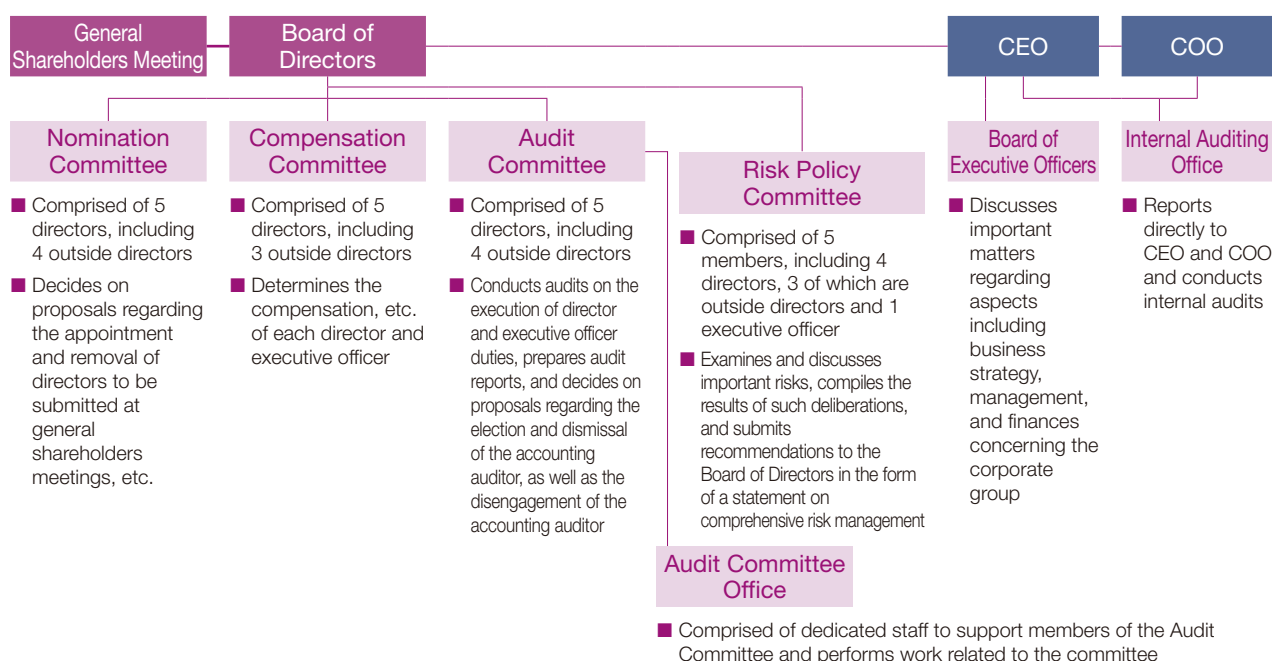 General
Shareholders Meeting
Board of
Directors
CEO
COO
Nomination
Committee
■ Comprised of 5
directors, including
4 outside directors
■ Decides on
proposals regarding
the appointment
and removal of
directors to be
submitted at
general
shareholders
meetings, etc.
Compensation
Committee
■ Comprised of 5
directors, including
3 outside directors
■ Determines the
compensation, etc.
of each director and
executive officer
Audit
Committee
■ Comprised of 5
directors, including
4 outside directors
■ Conducts audits on the
execution of director
and executive officer
duties, prepares audit
reports, and decides on
proposals regarding the
election and dismissal
of the accounting
auditor, as well as the
disengagement of the
accounting auditor
Risk Policy
Committee
■ Comprised of 5
members, including 4
directors, 3 of which are
outside directors and 1
executive officer
■ Examines and discusses
important risks, compiles the
results of such deliberations,
and submits
recommendations to the
Board of Directors in the form
of a statement on
comprehensive risk management
Board of
Executive Officers
■ Discusses
important
matters
regarding
aspects
including
business
strategy,
management,
and finances
concerning the
corporate
group
Internal Auditing
Office
■ Reports
directly to
CEO and COO
and conducts
internal audits
Audit Committee
Office
■ Comprised of dedicated staff to support members of the Audit
Committee and performs work related to the committee